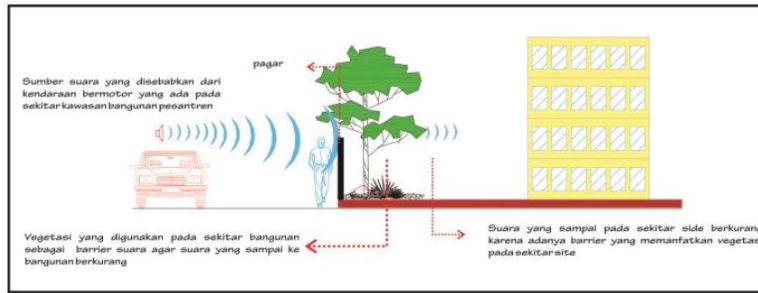 pagar
Sumber suara yang disebabkan dari
kendaraan bermotor yang ada pada
sekitar kawasan bangunan pesantren
Vegetasi yang digunakan pada sekitar bangunan
sebagai barrier suara agar suara yang sampai ke
bangunan berkurang
Suara yang sampai pada sekitar side berkurang
karena adanya barrier yang memanfatkan vegetas
pada sekitar site